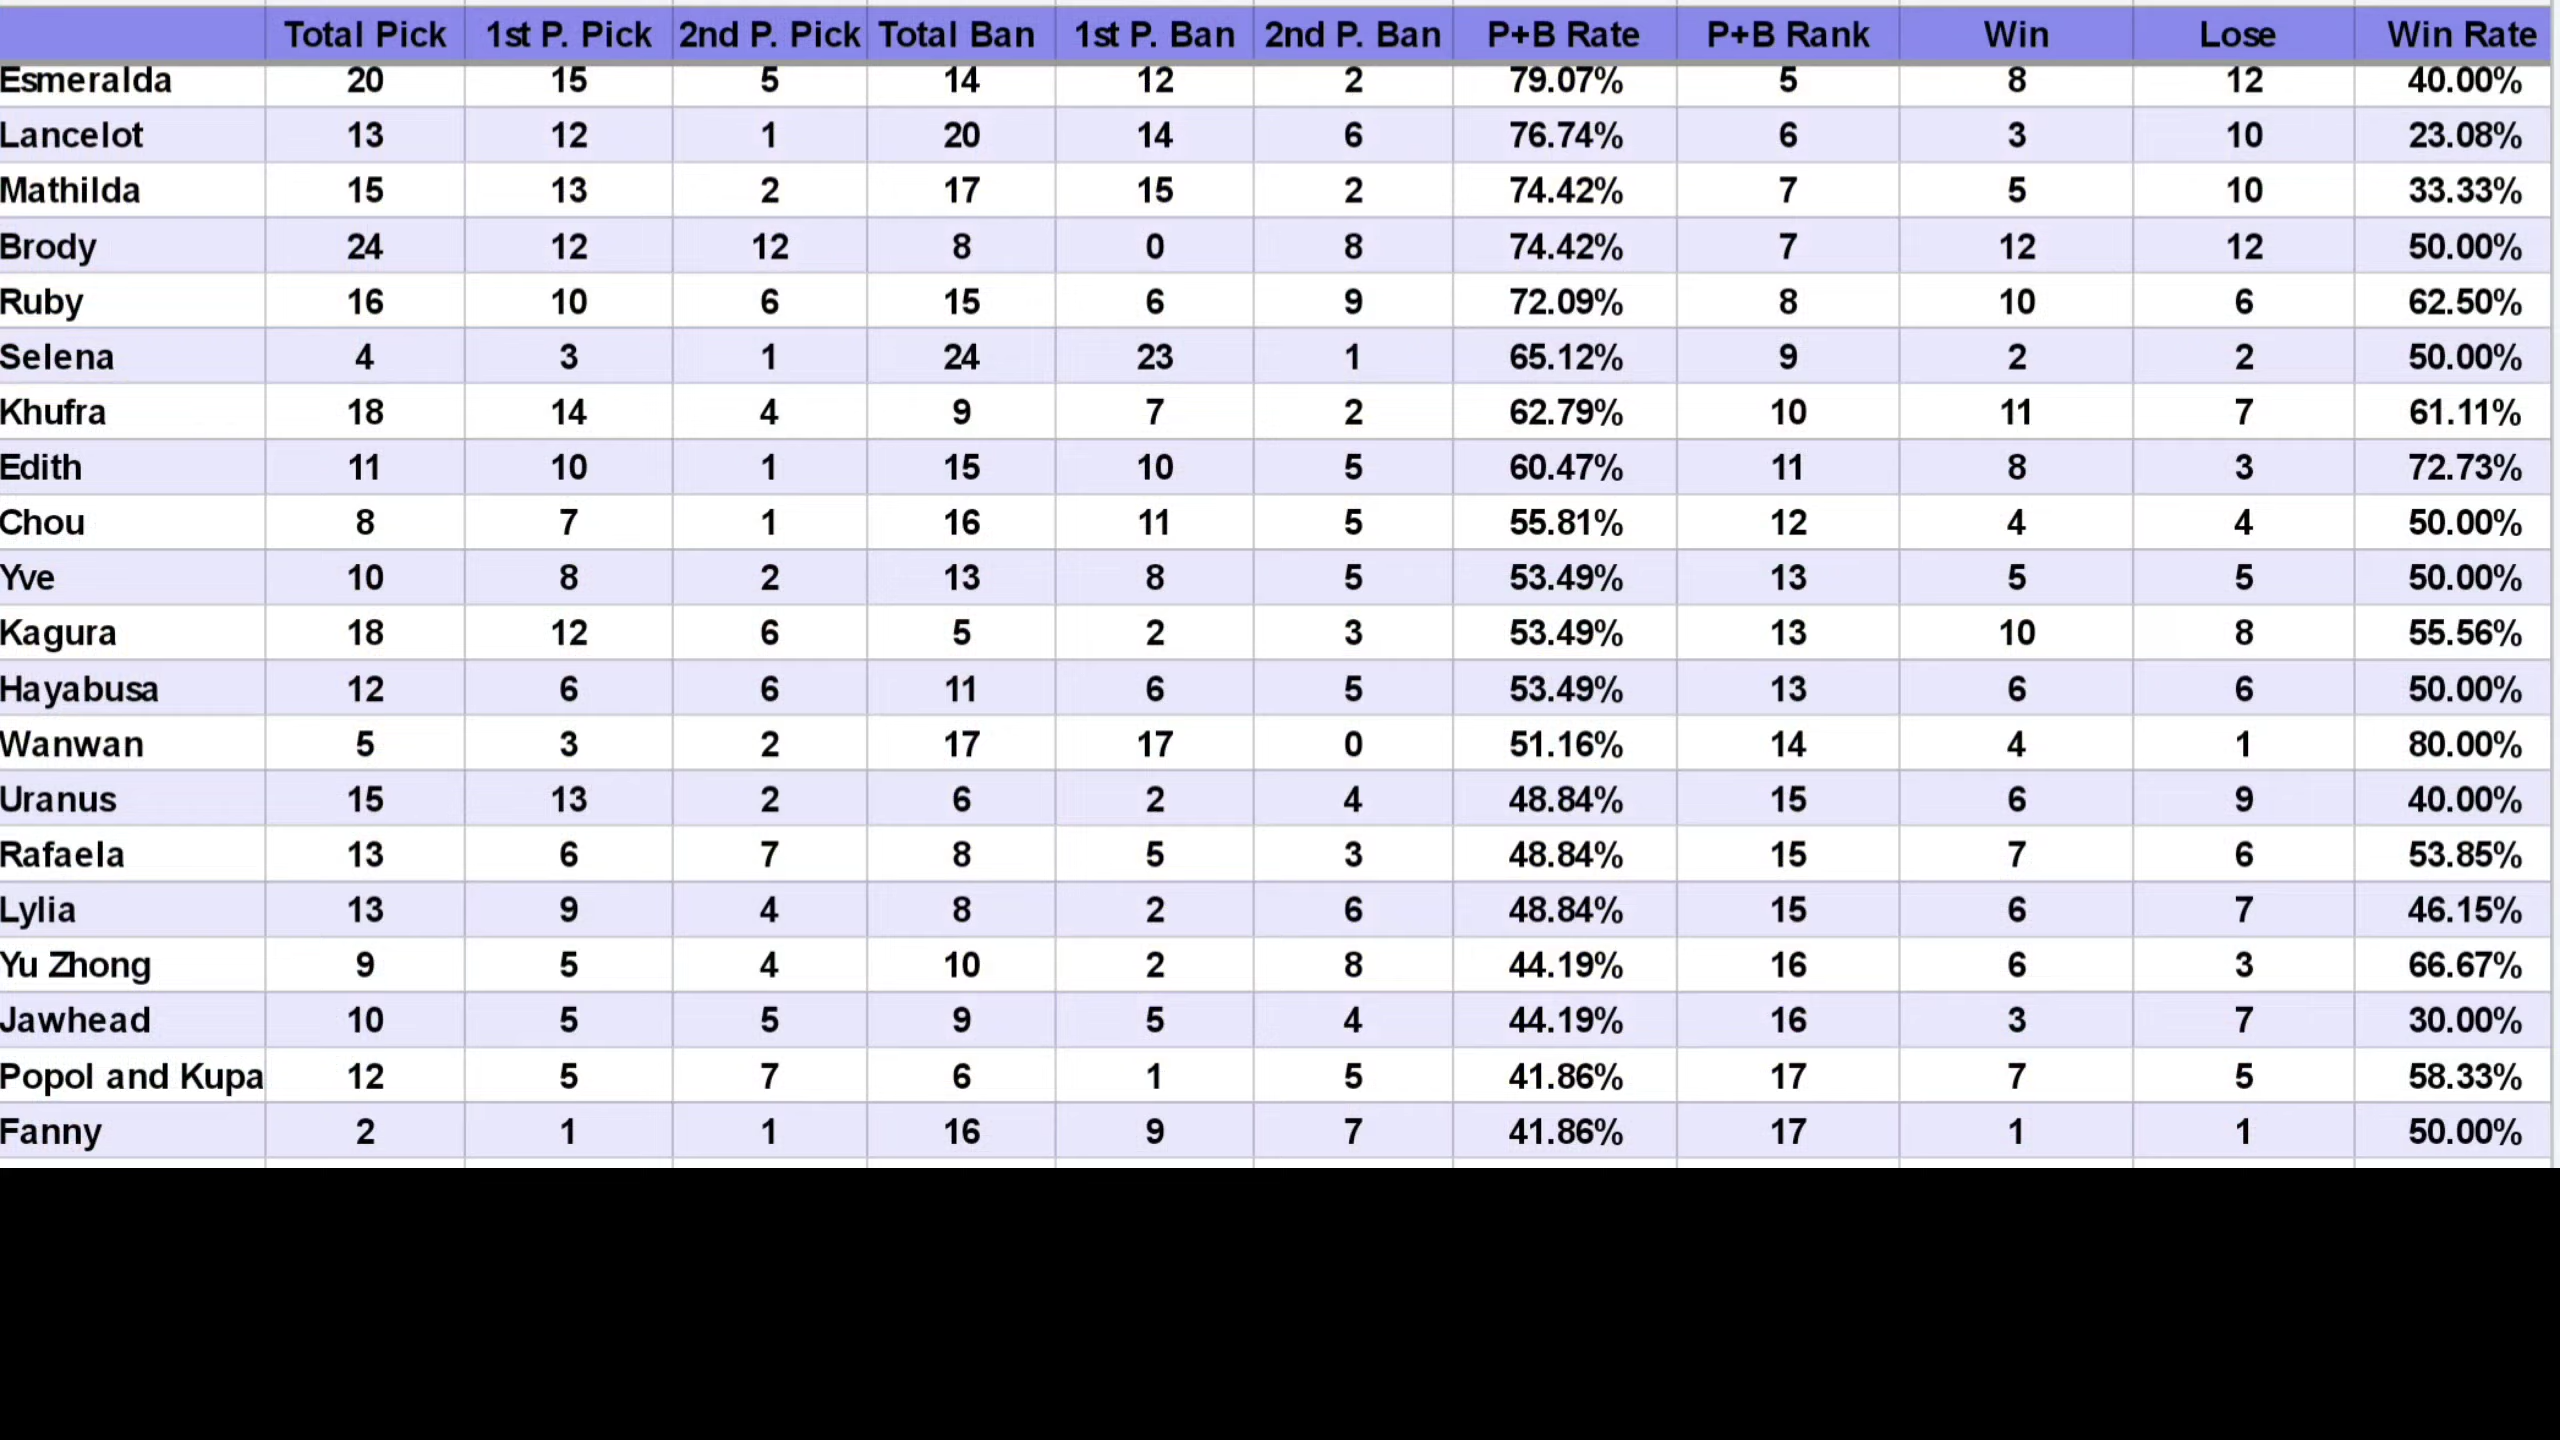 Total Pick 1st P. Pick 2nd P. Pick Total Ban 1st P. Ban 2nd P. Ban P+B Rate P+B Rank Win Lose Win Rate
Esmeralda 20 15 5 14 12 2 79.07% 5 8 12 40.00%
Lancelot 13 12 1 20 14 6 76.74% 6 3 10 23.08%
Mathilda 15 13 2 17 15 2 74.42% 7 5 10 33.33%
Brody 24 12 12 8 0 8 74.42% 7 12 12 50.00%
Ruby 16 10 6 15 6 9 72.09% 8 10 6 62.50%
Selena 4 3 1 24 23 1 65.12% 9 2 2 50.00%
Khufra 18 14 4 9 7 2 62.79% 10 11 7 61.11%
Edith 11 10 1 15 10 5 60.47% 11 8 3 72.73%
Chou 8 7 1 16 11 5 55.81% 12 4 4 50.00%
Yve 10 8 2 13 8 5 53.49% 13 5 5 50.00%
Kagura 18 12 6 5 2 3 53.49% 13 10 8 55.56%
Hayabusa 12 6 6 11 6 5 53.49% 13 6 6 50.00%
Wanwan 5 3 2 17 17 0 51.16% 14 4 1 80.00%
Uranus 15 13 2 6 2 4 48.84% 15 6 9 40.00%
Rafaela 13 6 7 8 5 3 48.84% 15 7 6 53.85%
Lylia 13 9 4 8 2 6 48.84% 15 6 7 46.15%
Yu Zhong 9 5 4 10 2 8 44.19% 16 6 3 66.67%
Jawhead 10 5 5 9 5 4 44.19% 16 3 7 30.00%
Popol and Kupa 12 5 7 6 1 5 41.86% 17 7 5 58.33%
Fanny 2 1 1 16 9 7 41.86% 17 1 1 50.00%